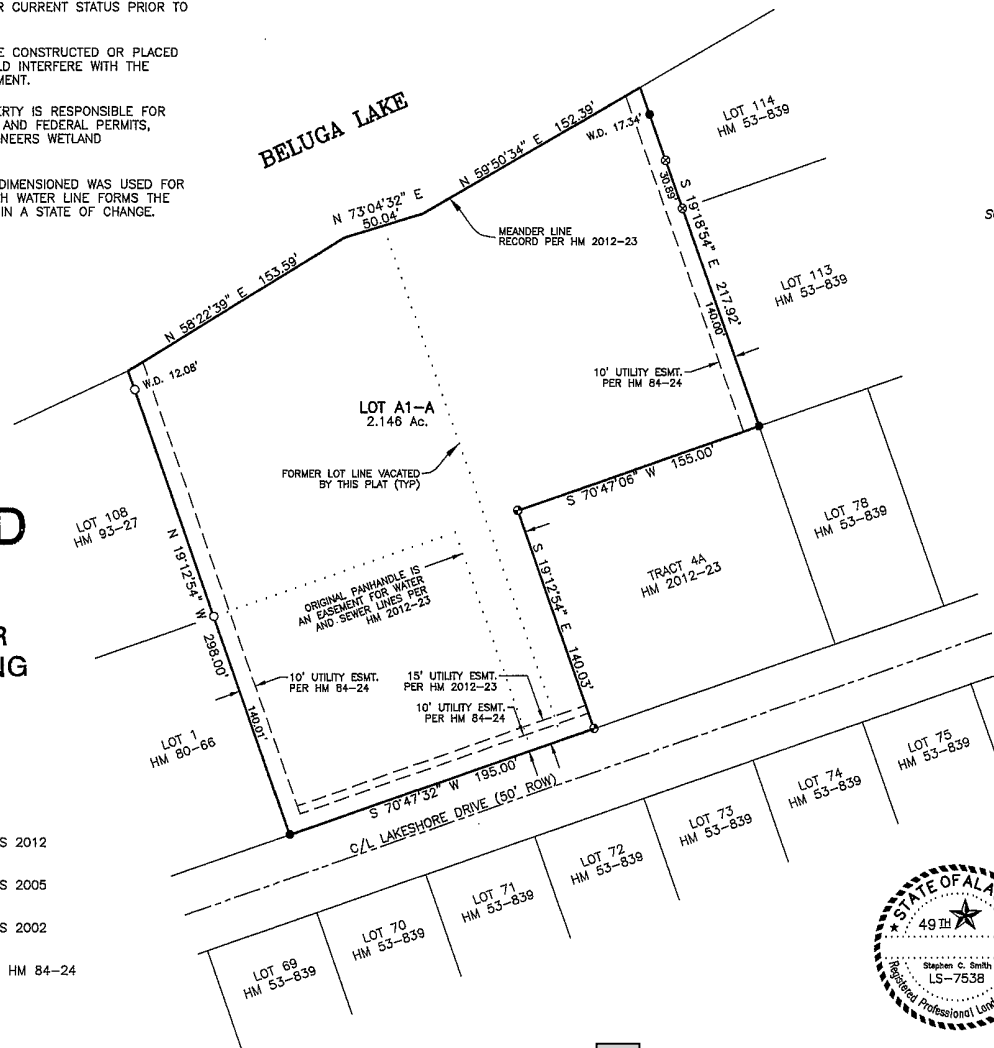 R CURRENT STATUS PRIOR TO
E CONSTRUCTED OR PLACED
LD INTERFERE WITH THE
MENT.
ERTY IS RESPONSIBLE FOR
AND FEDERAL PERMITS,
NEERS WETLAND
DIMENSIONED WAS USED FOR
H WATER LINE FORMS THE
IN A STATE OF CHANGE.
BELUGA LAKE
N 59°50'34" E 152.39'
W.D. 17.34'
LOT 114
HM 53-839
N 73°04'32" E
50.04'
30.89'
S 19°18'54" E 217.92'
140.00'
MEANDER LINE
RECORD PER HM 2012-23
LOT 113
HM 53-839
N 58°22'39" E 153.59'
W.D. 12.08'
10' UTILITY ESMT.
PER HM 84-24
LOT A1-A
2.146 Ac.
FORMER LOT LINE VACATED
BY THIS PLAT (TYP)
S 70°47'06" W 155.00'
LOT 108
HM 93-27
D
LOT 78
HM 53-839
N 19°12'54" W 298.00'
140.01'
ORIGINAL PANHANDLE IS
AN EASEMENT FOR WATER
AND SEWER LINES PER
HM 2012-23
S 19°12'54" E 140.03'
TRACT 4A
HM 2012-23
R
NG
10' UTILITY ESMT.
PER HM 84-24
15' UTILITY ESMT.
PER HM 2012-23
10' UTILITY ESMT.
PER HM 84-24
LOT 1
HM 80-66
S 70°47'32" W 195.00'
C/L LAKESHORE DRIVE (50' ROW)
LOT 75
HM 53-839
LOT 74
HM 53-839
LOT 73
HM 53-839
LOT 72
HM 53-839
LOT 71
HM 53-839
LOT 70
HM 53-839
LOT 69
HM 53-839
S 2012
S 2005
S 2002
HM 84-24
STATE OF ALA
49 TH
Stephen C. Smith
LS-7538
Registered Professional Land